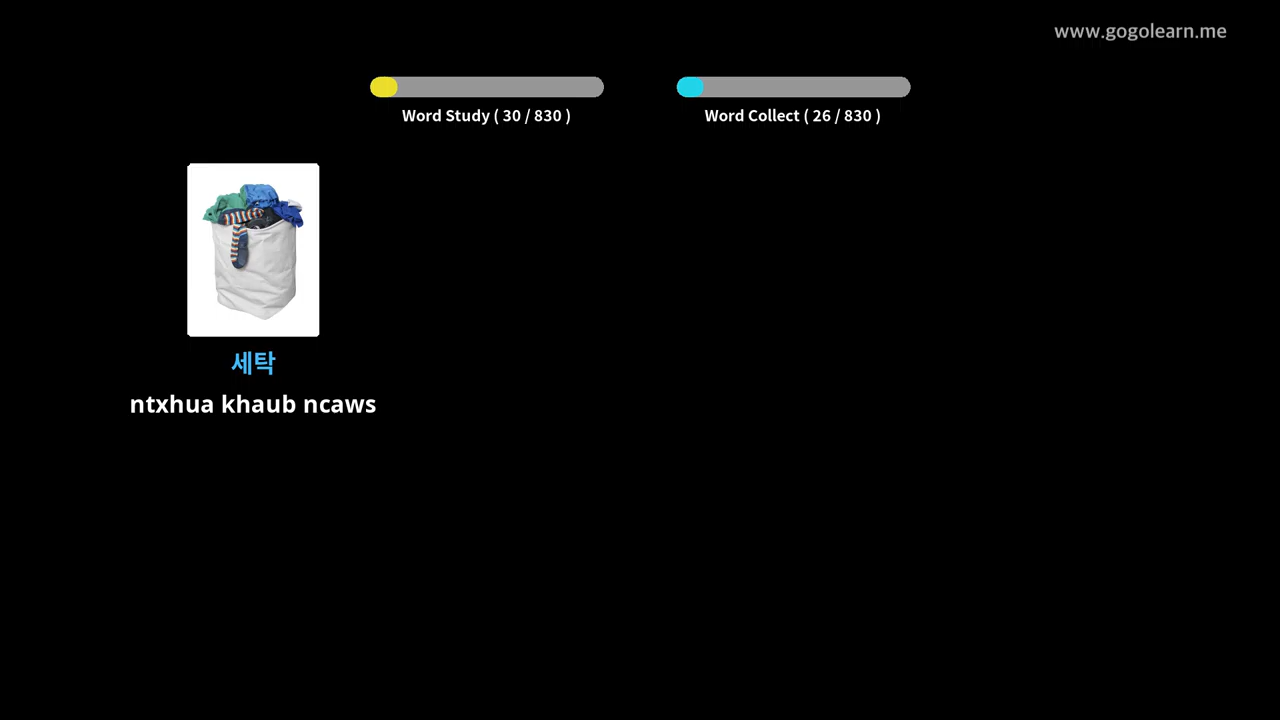 www.gogolearn.me
Word Study ( 30 / 830 )
Word Collect ( 26 / 830 )
세탁
ntxhua khaub ncaws